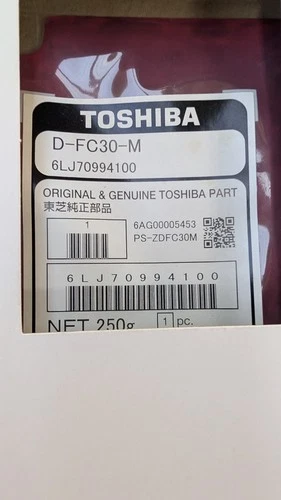 TOSHIBA
D-FC30-M
6LJ70994100
ORIGINAL & GENUINE TOSHIBA PART
東芝純正部品
1
6AG00005453
PS-ZDFC30M
6LJ70994100
NET 250g 1 pc.